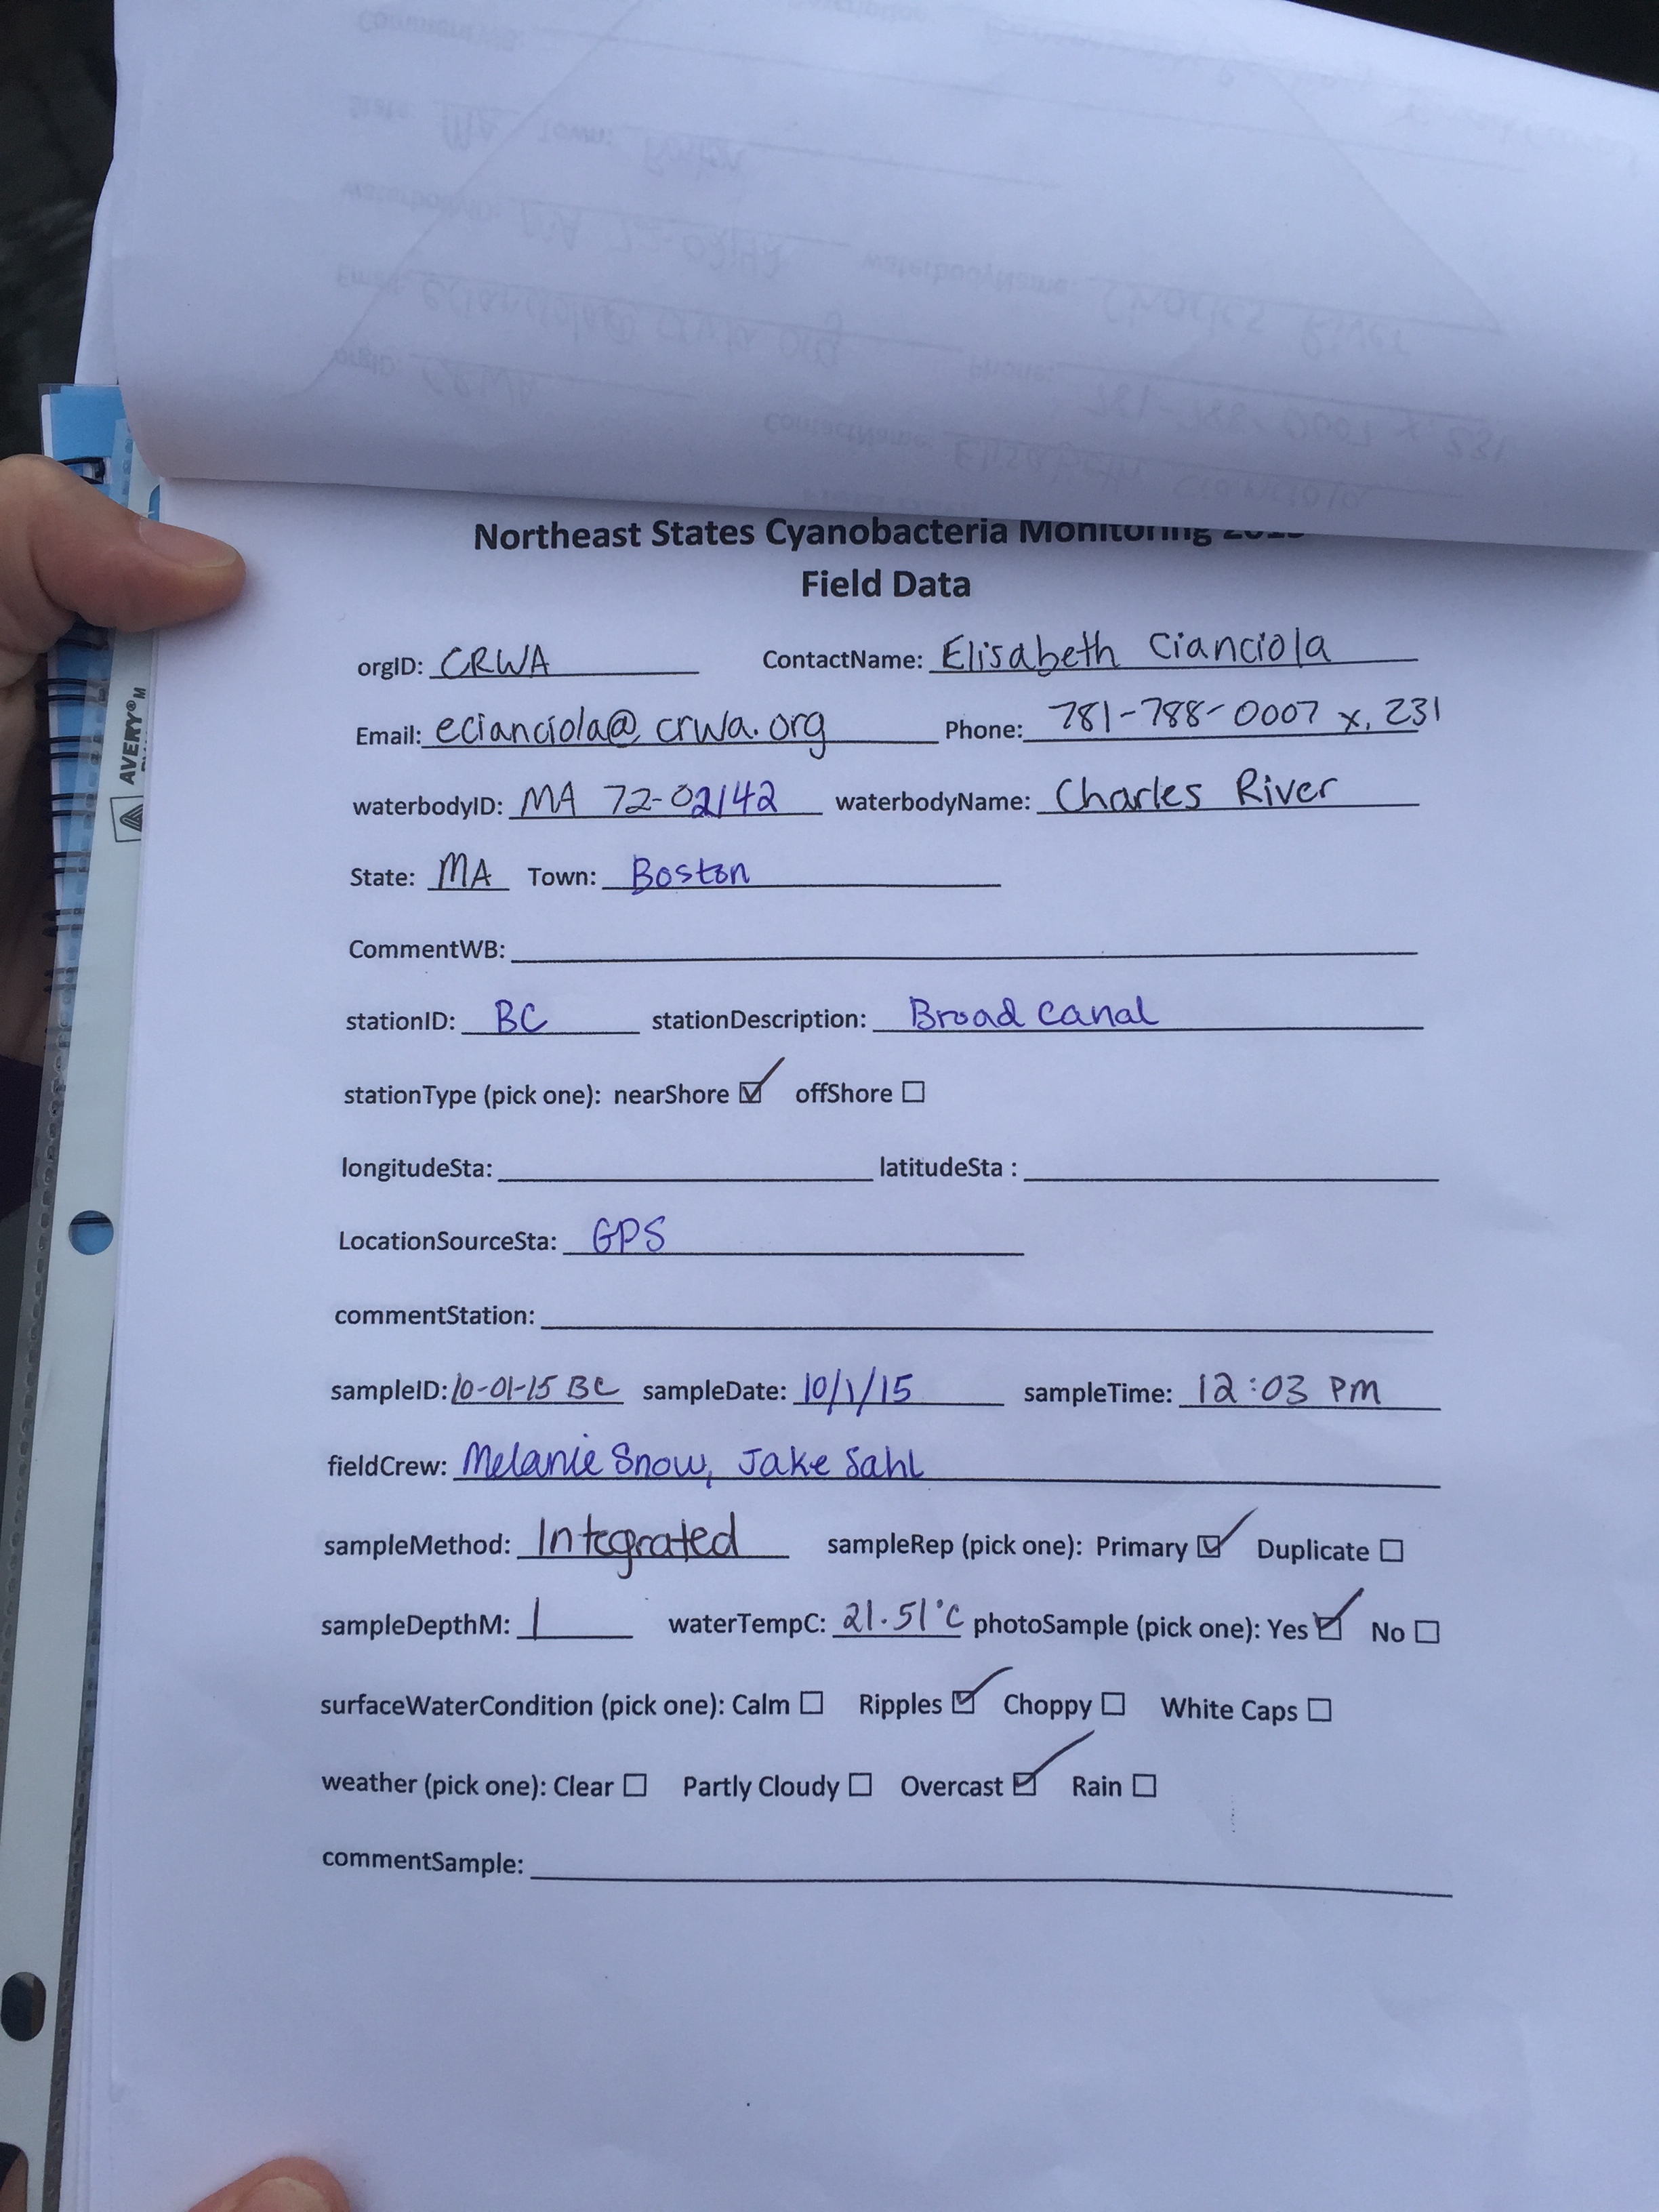 Northeast States Cyanobacteria Monitoring
Field Data
orgID: CRWA ContactName: Elisabeth Cianciola
Email: ecianciola@crwa.org Phone: 781-788-0007 x. 231
waterbodyID: MA 72-02142 waterbodyName: Charles River
State: MA Town: Boston
CommentWB:
stationID: BC stationDescription: Broad Canal
stationType (pick one): nearShore ☑ offShore ☐
longitudeSta: latitudeSta :
LocationSourceSta: GPS
commentStation:
sampleID: 10-01-15 BC sampleDate: 10/1/15 sampleTime: 12:03 PM
fieldCrew: Melanie Snow, Jake Sahl
sampleMethod: Integrated sampleRep (pick one): Primary ☑ Duplicate ☐
sampleDepthM: 1 waterTempC: 21.51°C photoSample (pick one): Yes ☑ No ☐
surfaceWaterCondition (pick one): Calm ☐ Ripples ☑ Choppy ☐ White Caps ☐
weather (pick one): Clear ☐ Partly Cloudy ☐ Overcast ☑ Rain ☐
commentSample:
AVERY®